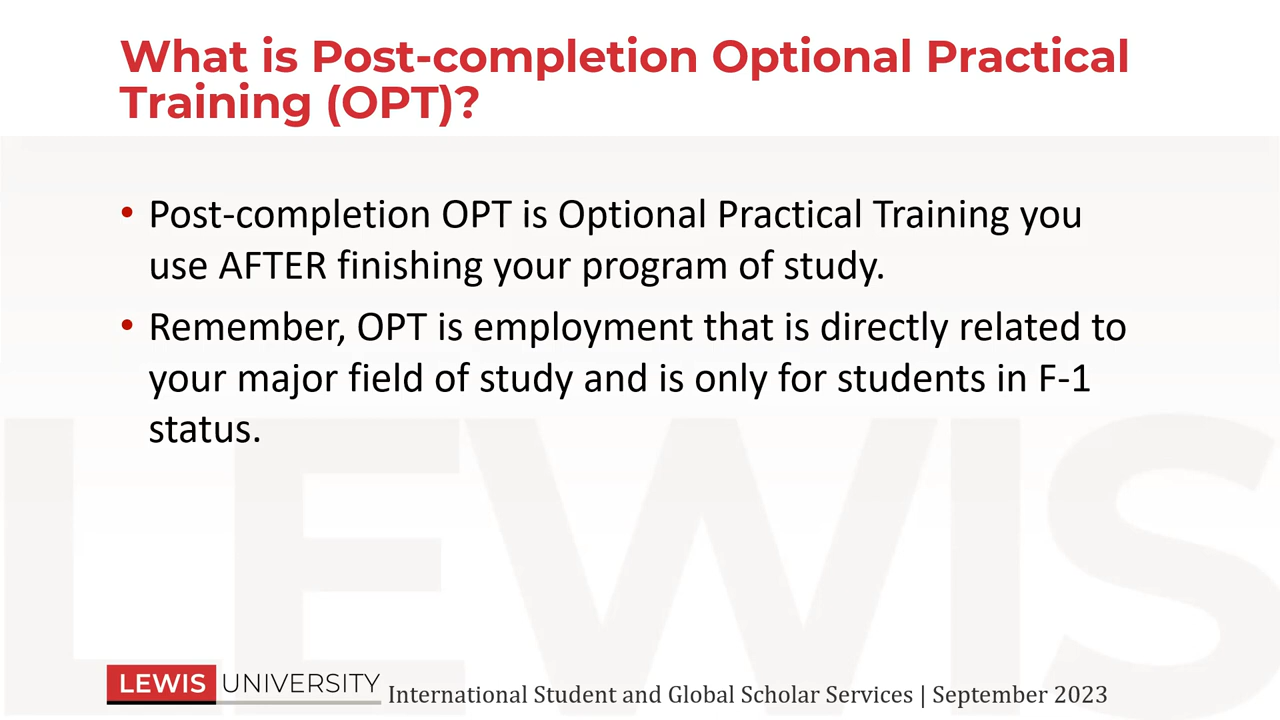 What is Post-completion Optional Practical
Training (OPT)?
• Post-completion OPT is Optional Practical Training you
use AFTER finishing your program of study.
• Remember, OPT is employment that is directly related to
your major field of study and is only for students in F-1
status.
LEWIS
LEWIS UNIVERSITY International Student and Global Scholar Services | September 2023